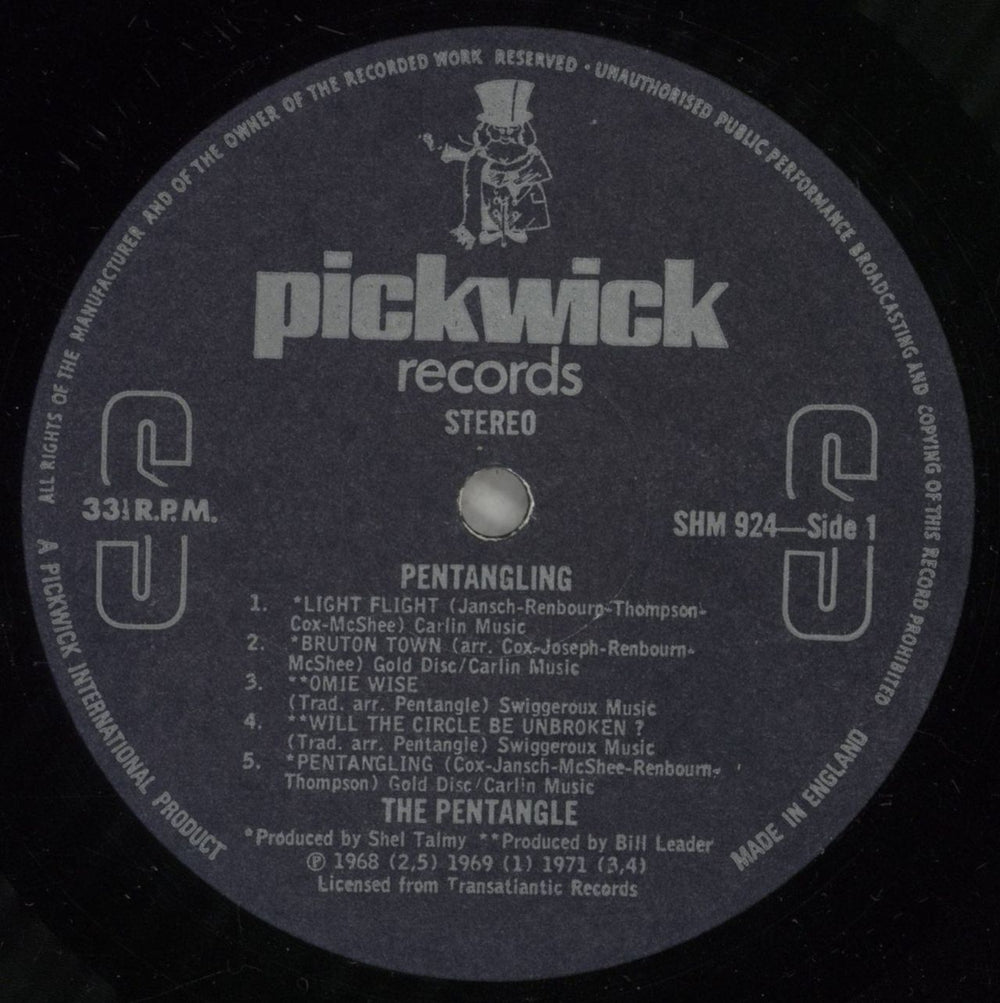 ALL RIGHTS OF THE MANUFACTURER AND OF THE OWNER OF THE RECORDED WORK RESERVED • UNAUTHORISED PUBLIC PERFORMANCE BROADCASTING AND COPYING OF THIS RECORD PROHIBITED
pickwick
records
STEREO
33⅓ R.P.M.
SHM 924—Side 1
PENTANGLING
1. *LIGHT FLIGHT (Jansch-Renbourn-Thompson-
Cox-McShee) Carlin Music
2. *BRUTON TOWN (arr. Cox-Joseph-Renbourn-
McShee) Gold Disc/Carlin Music
3. **OMIE WISE
(Trad. arr. Pentangle) Swiggeroux Music
4. **WILL THE CIRCLE BE UNBROKEN ?
(Trad. arr. Pentangle) Swiggeroux Music
5. *PENTANGLING (Cox-Jansch-McShee-Renbourn-
Thompson) Gold Disc/Carlin Music
THE PENTANGLE
*Produced by Shel Talmy **Produced by Bill Leader
℗ 1968 (2,5) 1969 (1) 1971 (3,4)
Licensed from Transatlantic Records
A PICKWICK INTERNATIONAL PRODUCT
MADE IN ENGLAND